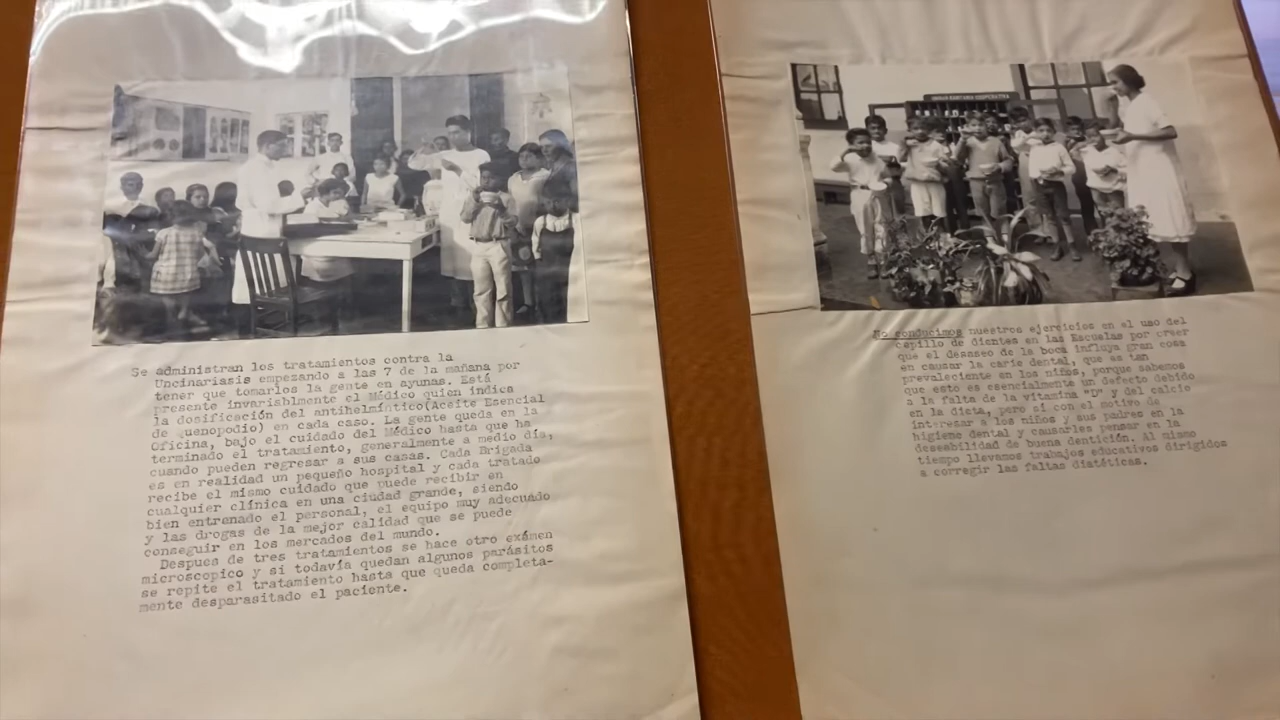 Se administran los tratamientos contra la
Uncinariasis empezando a las 7 de la mañana por
tener que tomarlos la gente en ayunas. Está
presente invariablemente el Médico quien indica
la dosificación del antihelmíntico(Aceite Esencial
de uenopodio) en cada caso. La gente queda en la
Oficina, bajo el cuidado del Médico hasta que ha
terminado el tratamiento, generalmente a medio día,
cuando pueden regresar a sus casas. Cada Brigada
es en realidad un pequeño hospital y cada tratado
recibe el mismo cuidado que puede recibir en
cualquier clínica en una ciudad grande, siendo
bien entrenado el personal, el equipo muy adecuado
y las drogas de la mejor calidad que se puede
conseguir en los mercados del mundo.
Despues de tres tratamientos se hace otro exámen
microscopico y si todavía quedan algunos parásitos
se repite el tratamiento hasta que queda completa-
mente desparasitado el paciente.
UNIDAD SANITARIA COOPERATIVA
No conducimos nuestros ejercicios en el uso del
cepillo de dientes en las Escuelas por creer
que el desaseo de la boca influya gran cosa
en causar la carie dental, que es tan
prevaleciente en los niños, porque sabemos
que esto es esencialmente un defecto debido
a la falta de la vitamina "D" y del calcio
en la dieta, pero si con el motivo de
interesar a los niños y sus padres en la
higiene dental y causarles pensar en la
deseabilidad de buena dentición. Al mismo
tiempo llevamos trabajos educativos dirigidos
a corregir las faltas dietéticas.